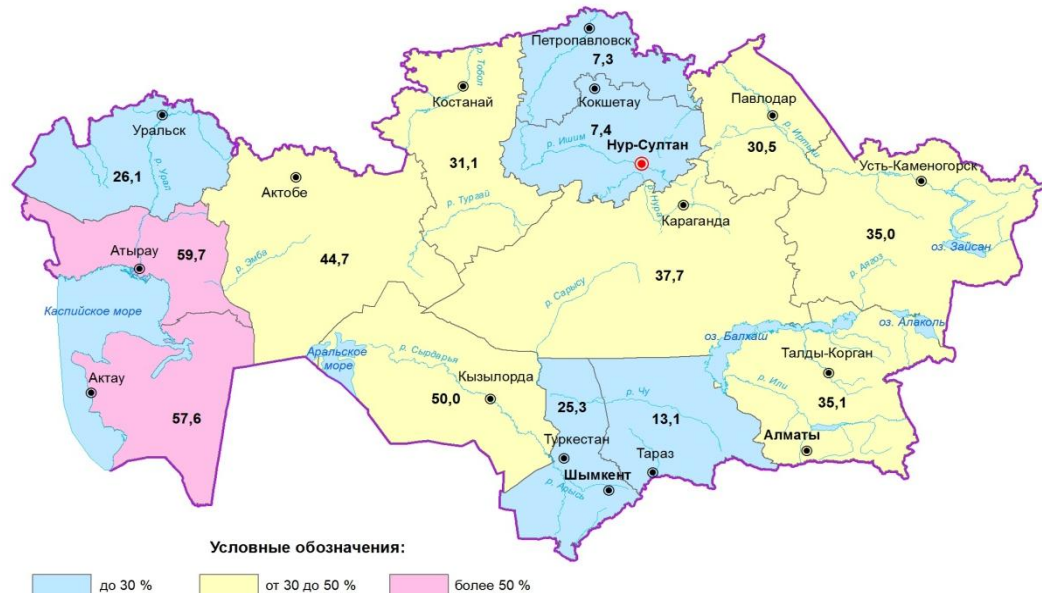 Петропавловск
7,3
р. Тобол
Костанай
Кокшетау
Павлодар
Уральск
7,4
р. Ишим
Нур-Султан
р. Иртыш
30,5
31,1
Усть-Каменогорск
26,1
р. Урал
Актобе
р. Нура
Караганда
р. Тургай
35,0
оз. Зайсан
Атырау
59,7
р. Эмба
44,7
37,7
р. Аягоз
р. Сарысу
Каспийское море
оз. Балхаш
оз. Алаколь
Аральское
море
р. Сырдарья
Талды-Корган
Актау
Кызылорда
р. Или
50,0
25,3
р. Чу
13,1
35,1
57,6
Туркестан
Тараз
Алматы
Шымкент
р. Арысь
Условные обозначения:
до 30 %
от 30 до 50 %
более 50 %